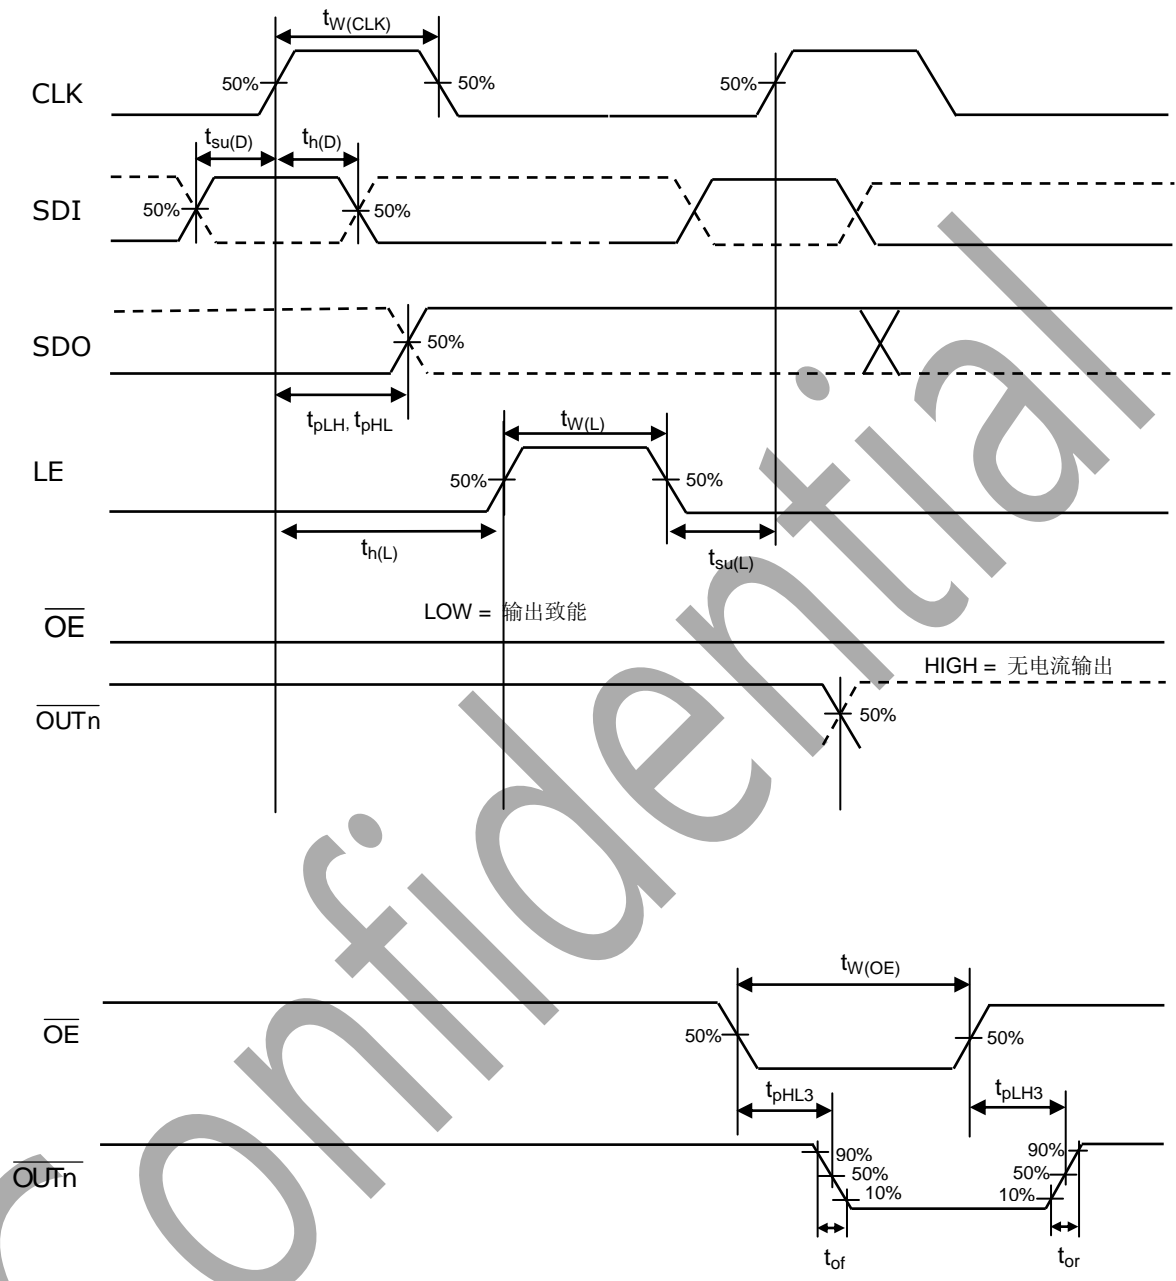 tW(CLK)
50%
50%
50%
CLK
tsu(D)
th(D)
SDI
50%
50%
SDO
50%
tpLH, tpHL
tW(L)
LE
50%
50%
th(L)
tsu(L)
OE
LOW = 输出致能
HIGH = 无电流输出
OUTn
50%
tW(OE)
OE
50%
50%
tpHL3
tpLH3
OUTn
90%
50%
10%
90%
50%
10%
tof
tor
Confidential